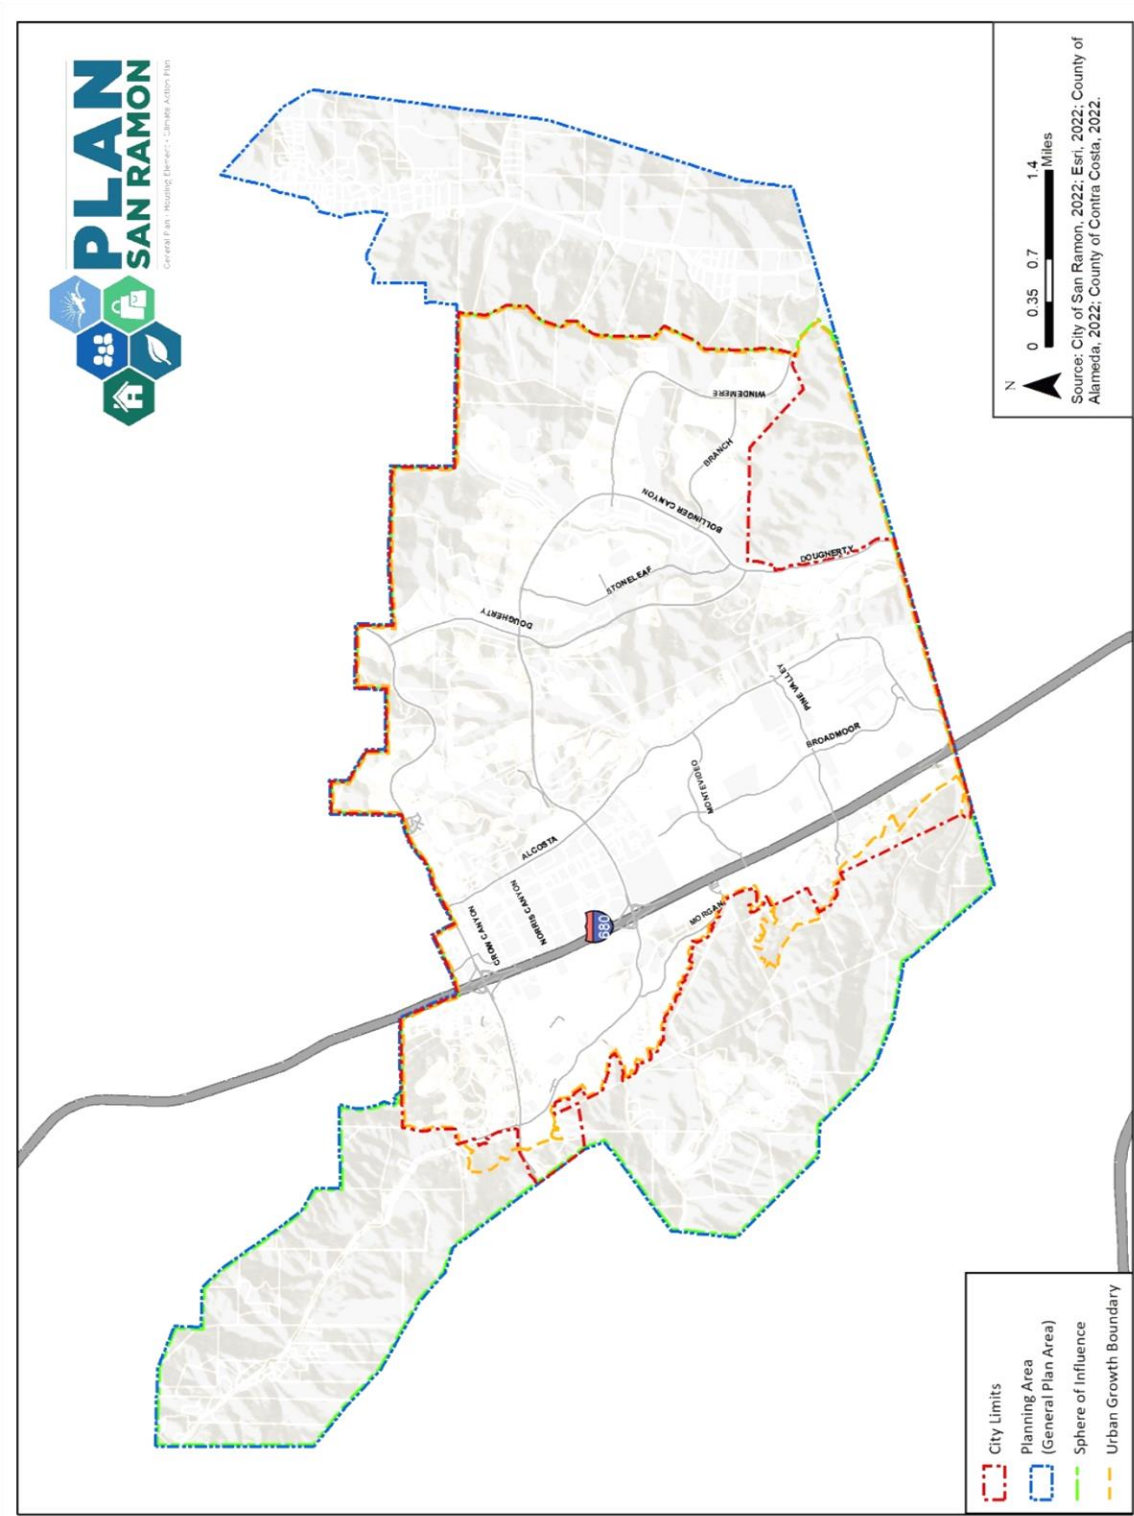 PLAN
SAN RAMON
General Plan • Housing Element • Climate Action Plan
CROW CANYON
NORRIS CANYON
ALCOSTA
680
MORGAN
MONTEVIDEO
BROADMOOR
PINE VALLEY
DOUGHERTY
STONELEAF
BOLLINGER CANYON
BRANCH
WINDEMERE
DOUGHERTY
City Limits
Planning Area
(General Plan Area)
Sphere of Influence
Urban Growth Boundary
N
0 0.35 0.7 1.4
Miles
Source: City of San Ramon, 2022; Esri, 2022; County of
Alameda, 2022; County of Contra Costa, 2022.